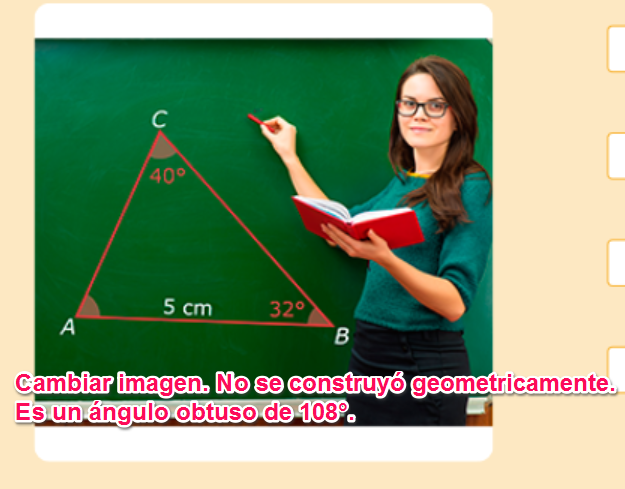 C
40°
5 cm
32°
A
B
Cambiar imagen. No se construyó geometricamente.
Es un ángulo obtuso de 108°.